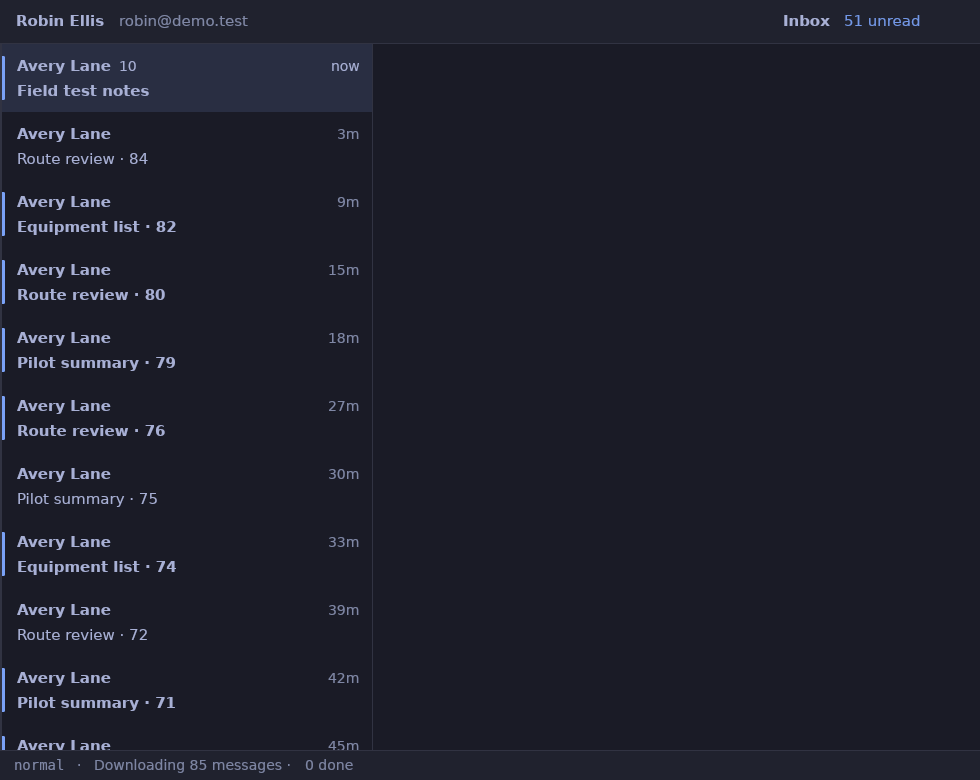 Robin Ellis robin@demo.test Inbox 51 unread
Avery Lane 10 now
Field test notes
Avery Lane 3m
Route review · 84
Avery Lane 9m
Equipment list · 82
Avery Lane 15m
Route review · 80
Avery Lane 18m
Pilot summary · 79
Avery Lane 27m
Route review · 76
Avery Lane 30m
Pilot summary · 75
Avery Lane 33m
Equipment list · 74
Avery Lane 39m
Route review · 72
Avery Lane 42m
Pilot summary · 71
Avery Lane 45m
normal · Downloading 85 messages · 0 done